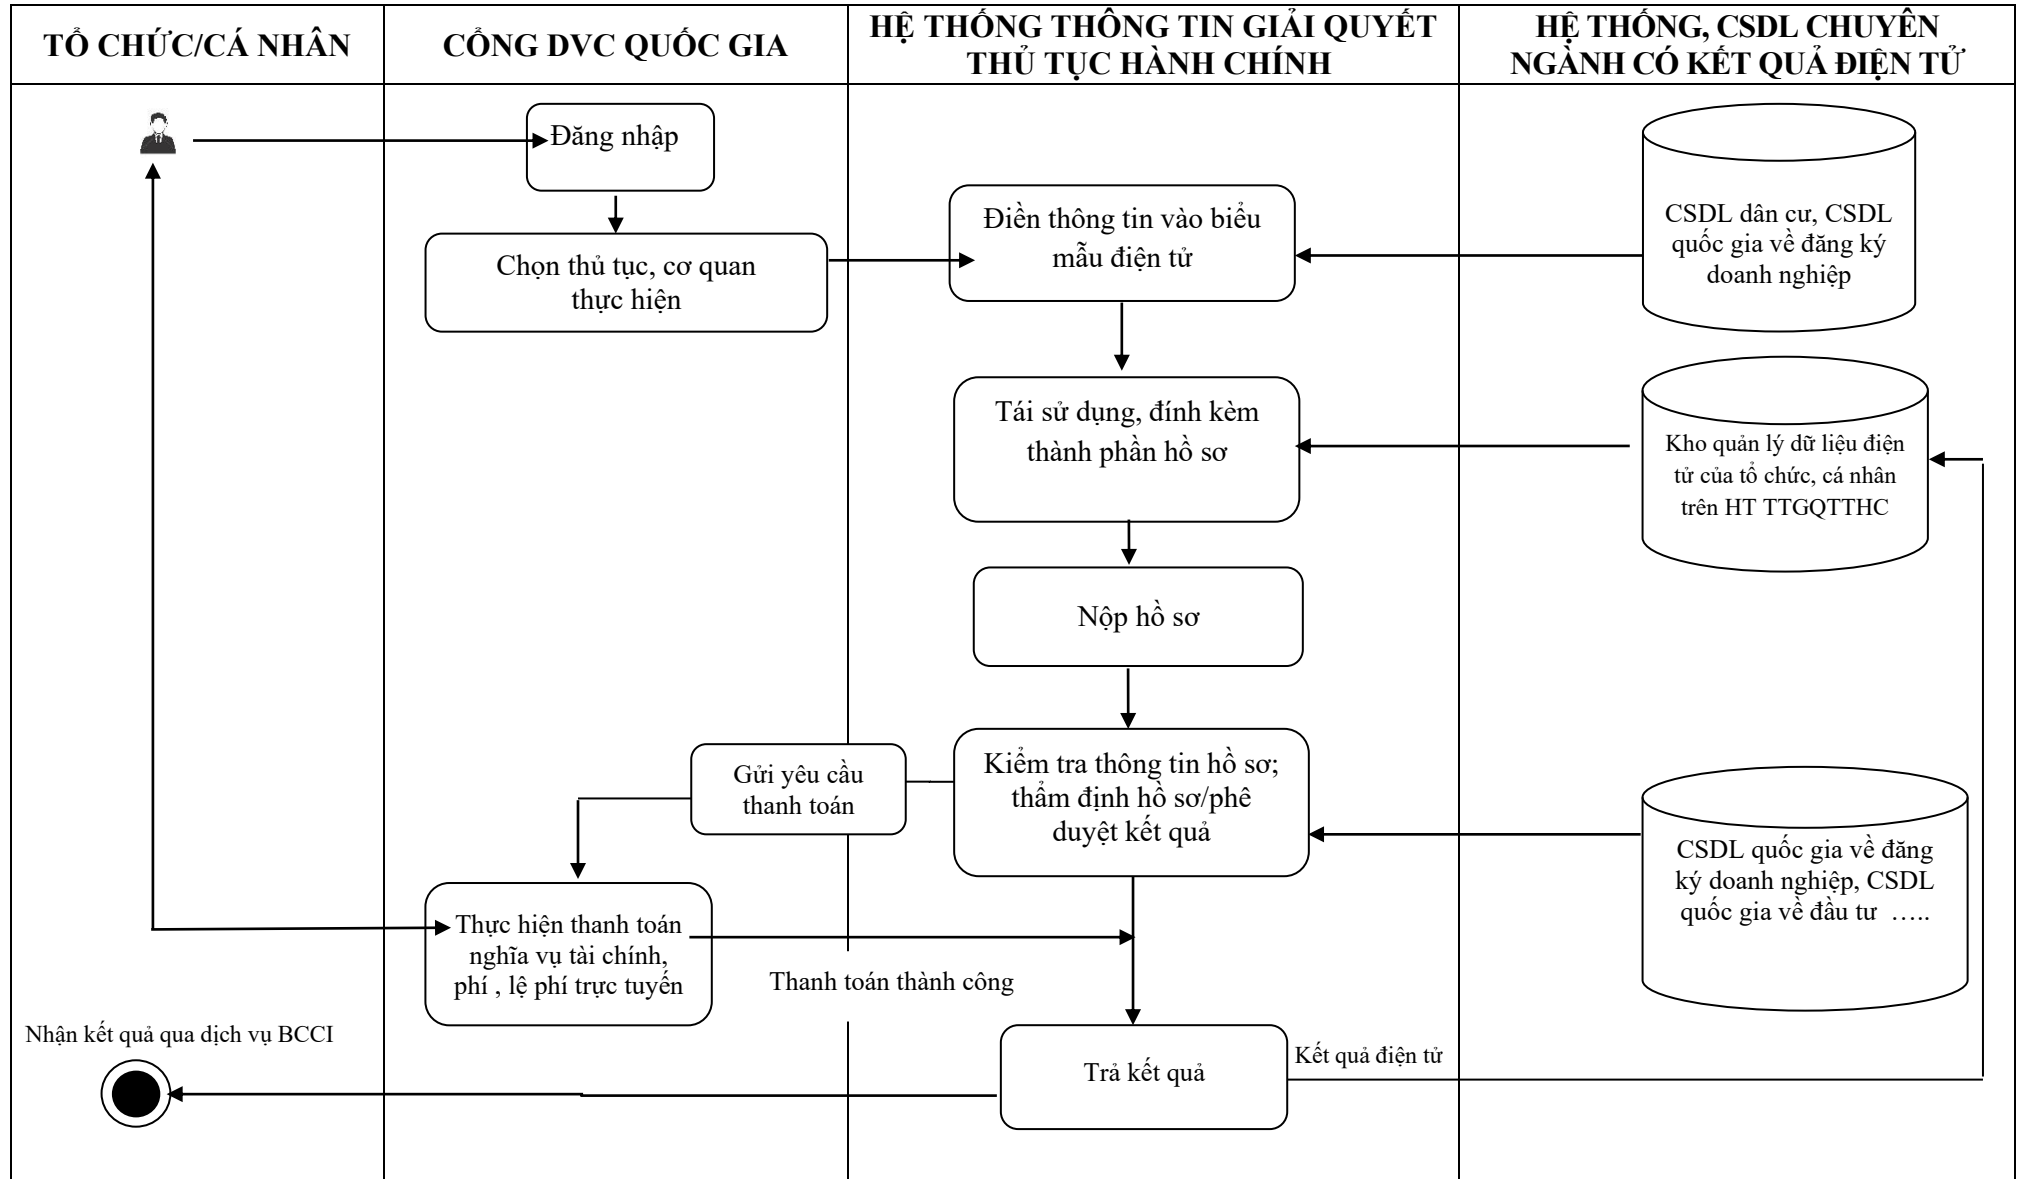 TỔ CHỨC/CÁ NHÂN
CỔNG DVC QUỐC GIA
HỆ THỐNG THÔNG TIN GIẢI QUYẾT
THỦ TỤC HÀNH CHÍNH
HỆ THỐNG, CSDL CHUYÊN
NGÀNH CÓ KẾT QUẢ ĐIỆN TỬ
Đăng nhập
Chọn thủ tục, cơ quan
thực hiện
Điền thông tin vào biểu
mẫu điện tử
CSDL dân cư, CSDL
quốc gia về đăng ký
doanh nghiệp
Tái sử dụng, đính kèm
thành phần hồ sơ
Kho quản lý dữ liệu điện
tử của tổ chức, cá nhân
trên HT TTGQTTHC
Nộp hồ sơ
Gửi yêu cầu
thanh toán
Kiểm tra thông tin hồ sơ;
thẩm định hồ sơ/phê
duyệt kết quả
CSDL quốc gia về đăng
ký doanh nghiệp, CSDL
quốc gia về đầu tư …..
Thực hiện thanh toán
nghĩa vụ tài chính,
phí , lệ phí trực tuyến
Thanh toán thành công
Nhận kết quả qua dịch vụ BCCI
Trả kết quả
Kết quả điện tử